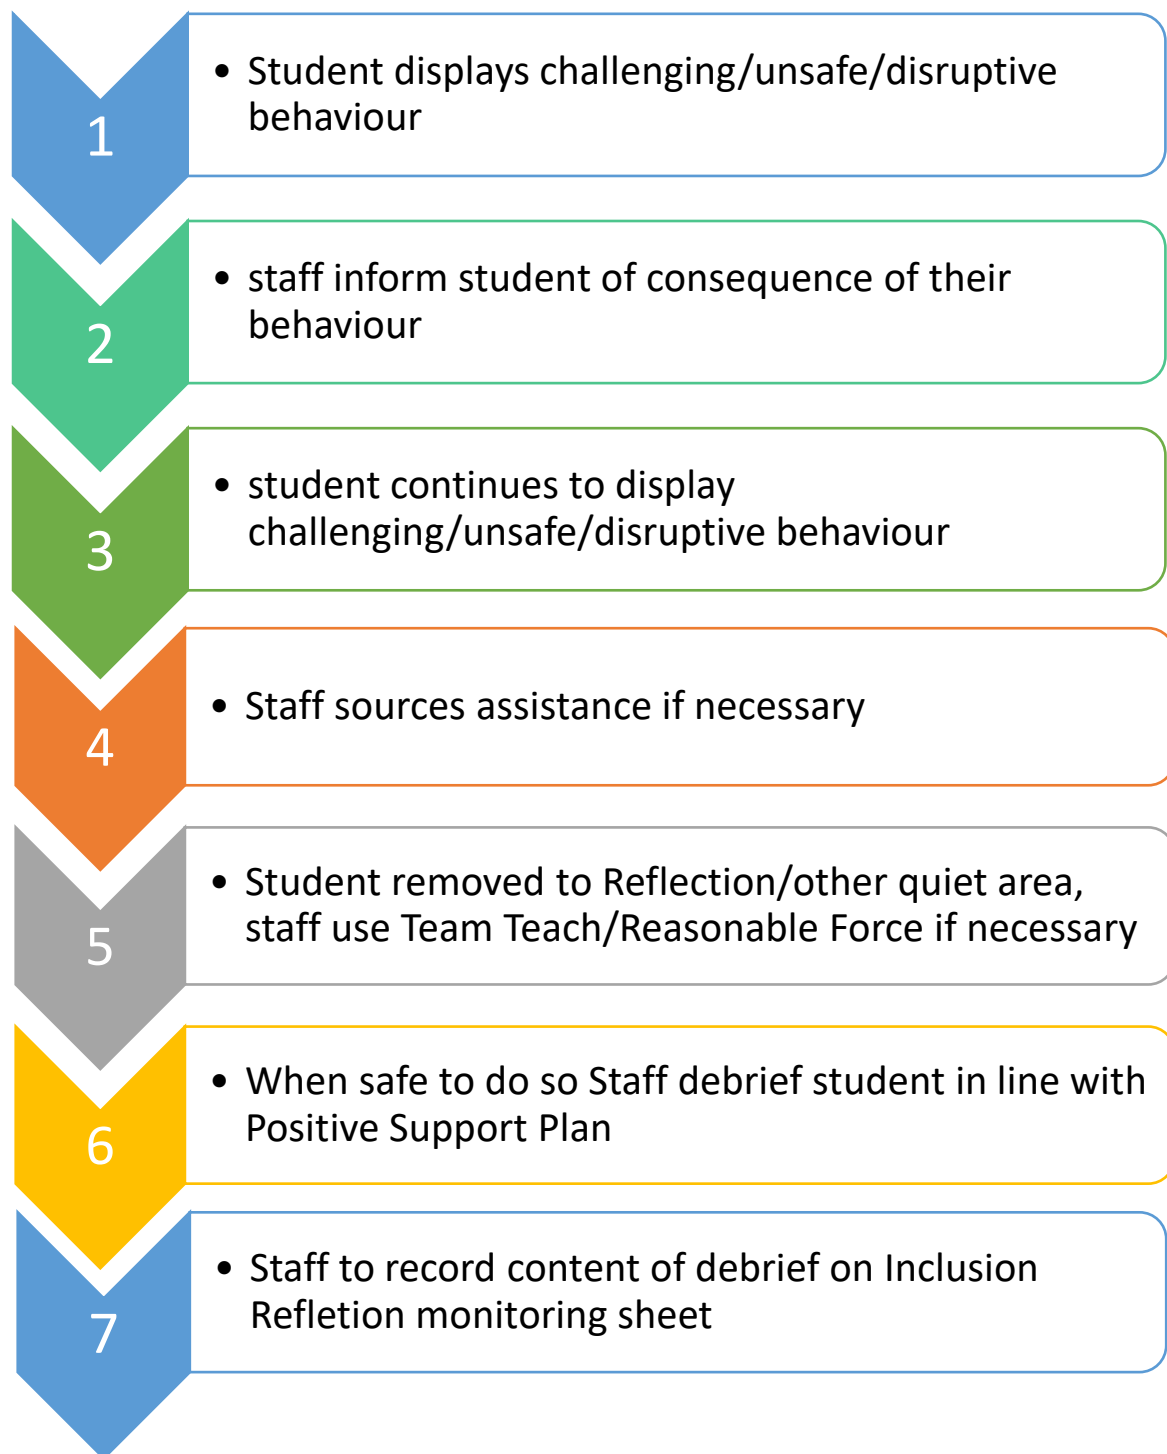 1
• Student displays challenging/unsafe/disruptive
behaviour
2
• staff inform student of consequence of their
behaviour
3
• student continues to display
challenging/unsafe/disruptive behaviour
4
• Staff sources assistance if necessary
5
• Student removed to Reflection/other quiet area,
staff use Team Teach/Reasonable Force if necessary
6
• When safe to do so Staff debrief student in line with
Positive Support Plan
7
• Staff to record content of debrief on Inclusion
Refletion monitoring sheet